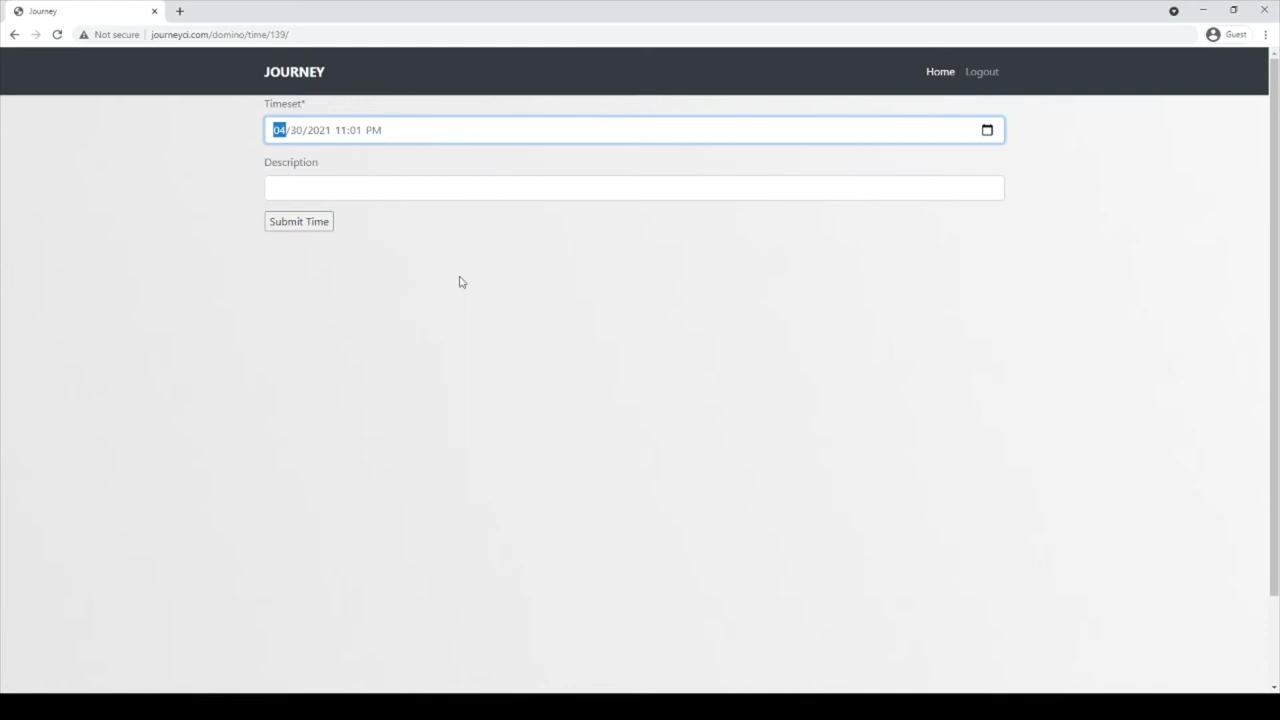 Journey
Not secure
journeyci.com/domino/time/139/
Guest
JOURNEY
Home
Logout
Timeset*
04/30/2021 11:01 PM
Description
Submit Time